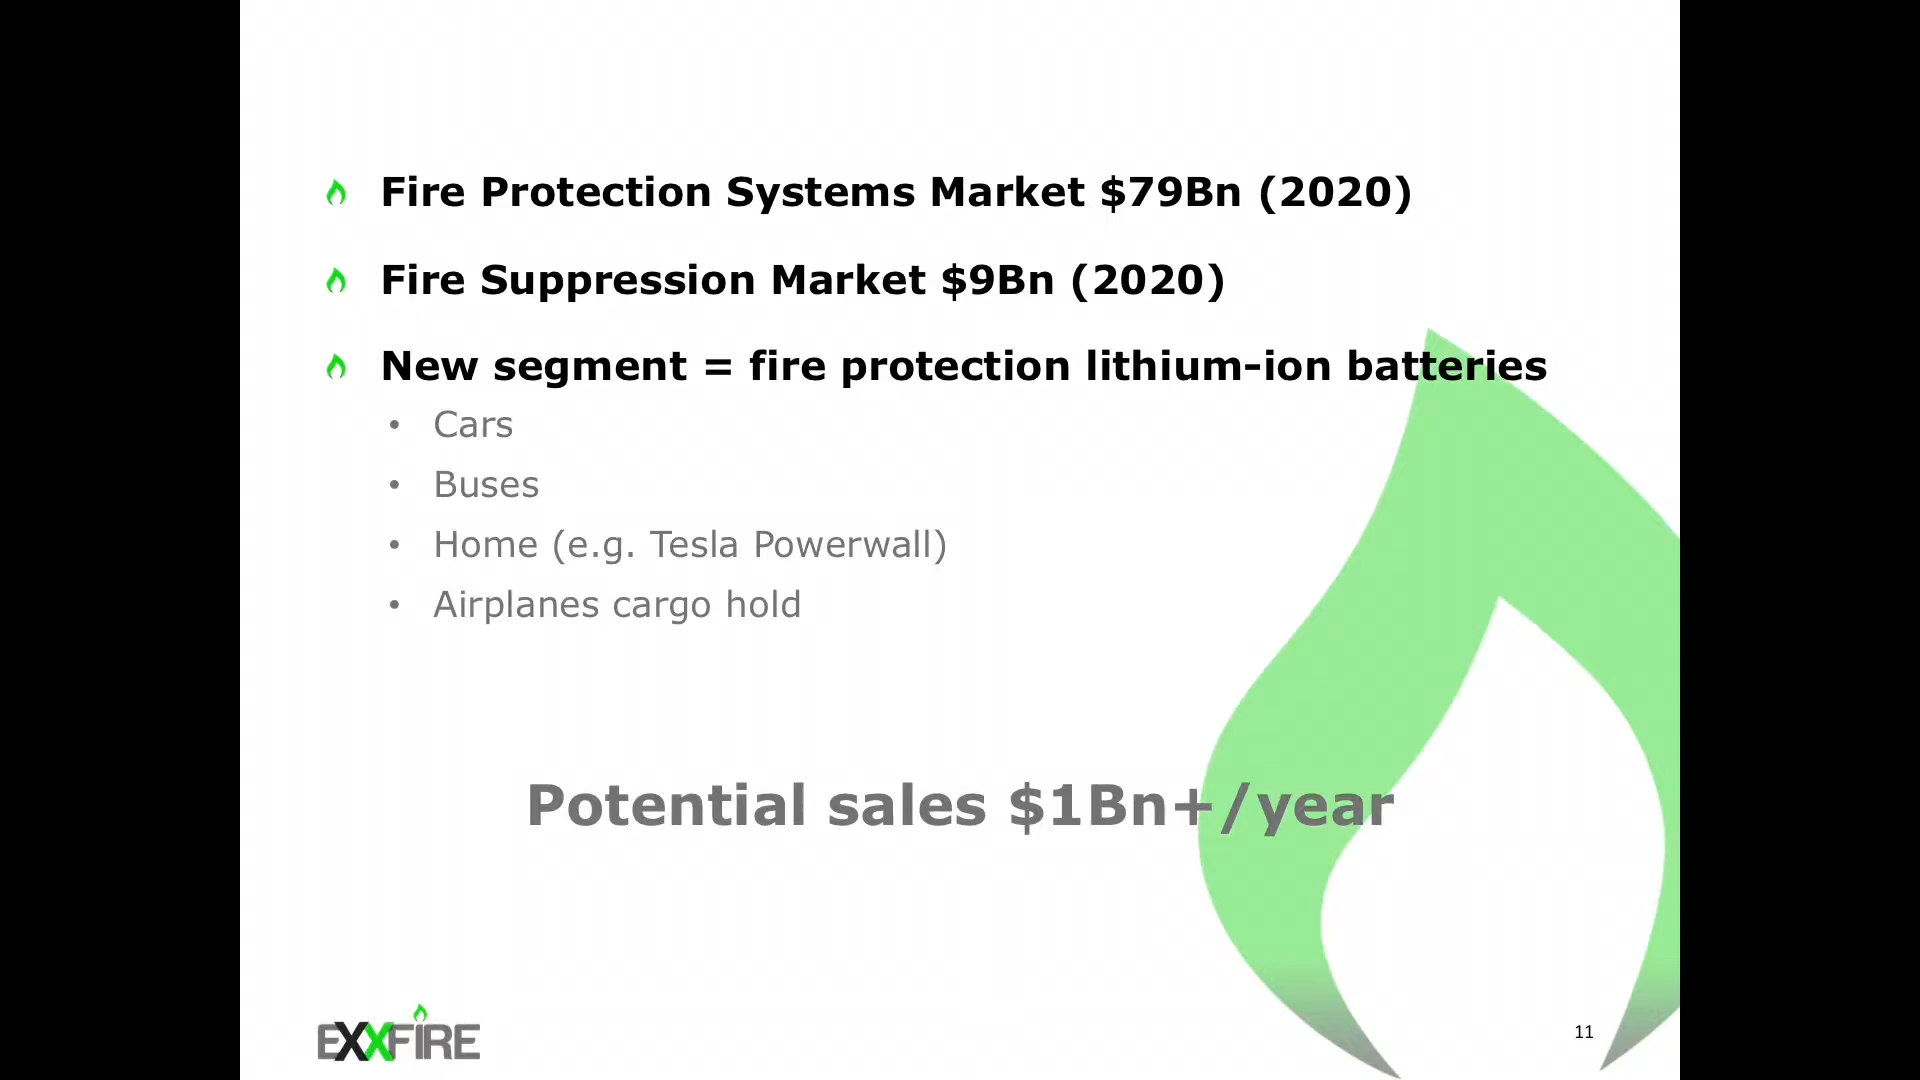 Fire Protection Systems Market $79Bn (2020)
Fire Suppression Market $9Bn (2020)
New segment = fire protection lithium-ion batteries
• Cars
• Buses
• Home (e.g. Tesla Powerwall)
• Airplanes cargo hold
Potential sales $1Bn+/year
EXXFIRE
11